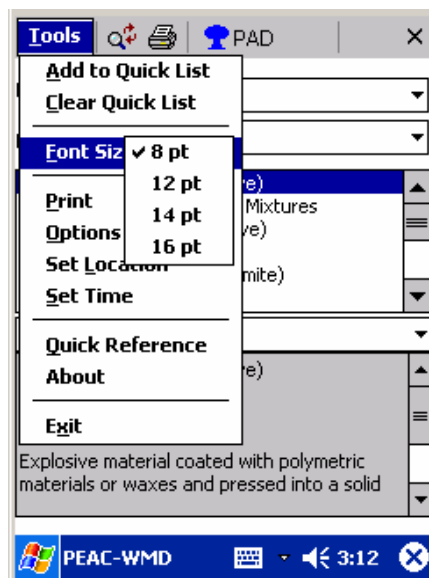 Tools PAD
Add to Quick List
Clear Quick List
Font Siz 8 pt
12 pt
14 pt
16 pt
ve)
Mixtures
ve)
mite)
Print
Options
Set Location
Set Time
Quick Reference
About
ve)
Exit
Explosive material coated with polymetric
materials or waxes and pressed into a solid
PEAC-WMD 3:12